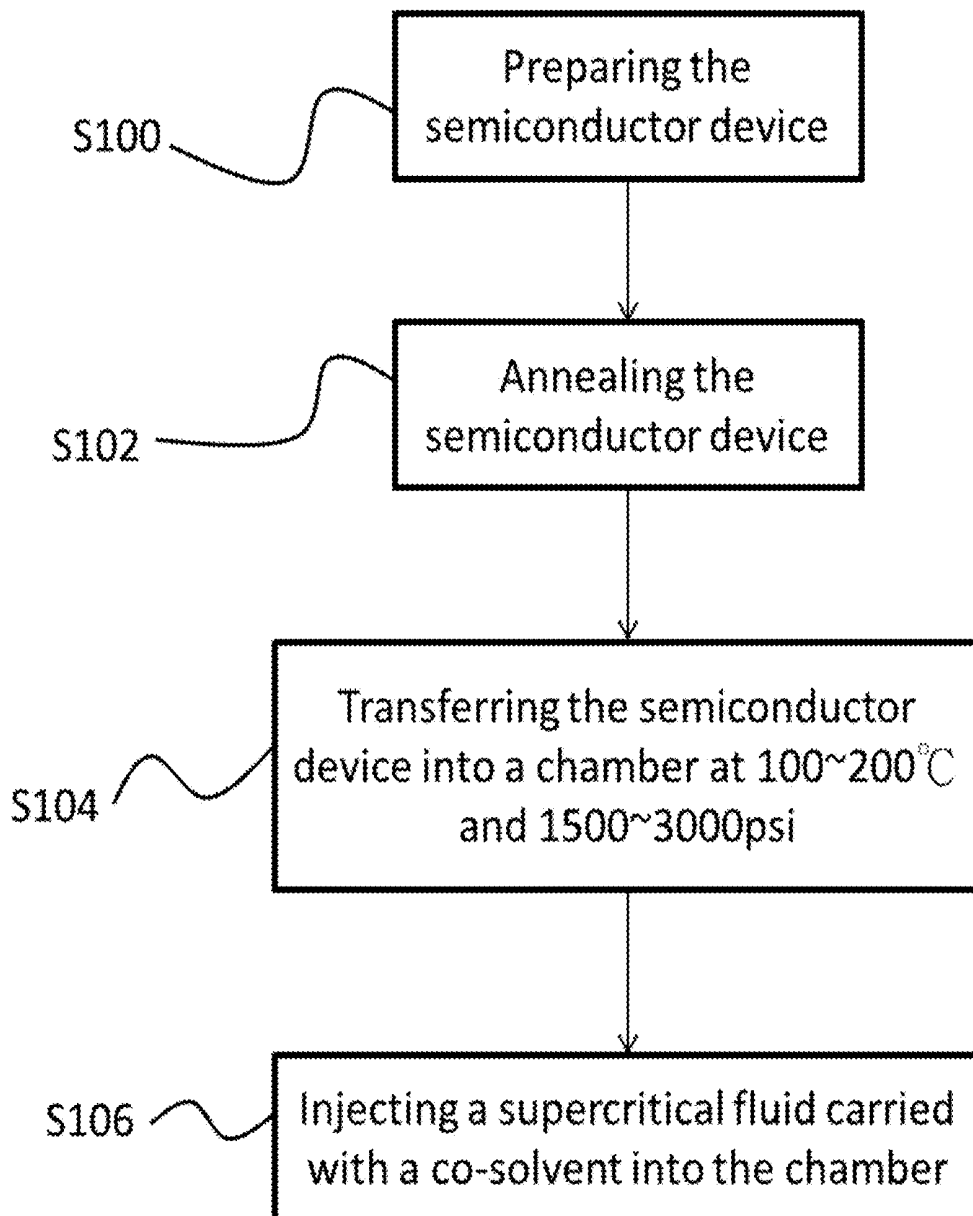 Preparing the
semiconductor device
S100
Annealing the
semiconductor device
S102
Transferring the semiconductor
device into a chamber at 100~200°C
and 1500~3000psi
S104
Injecting a supercritical fluid carried
with a co-solvent into the chamber
S106